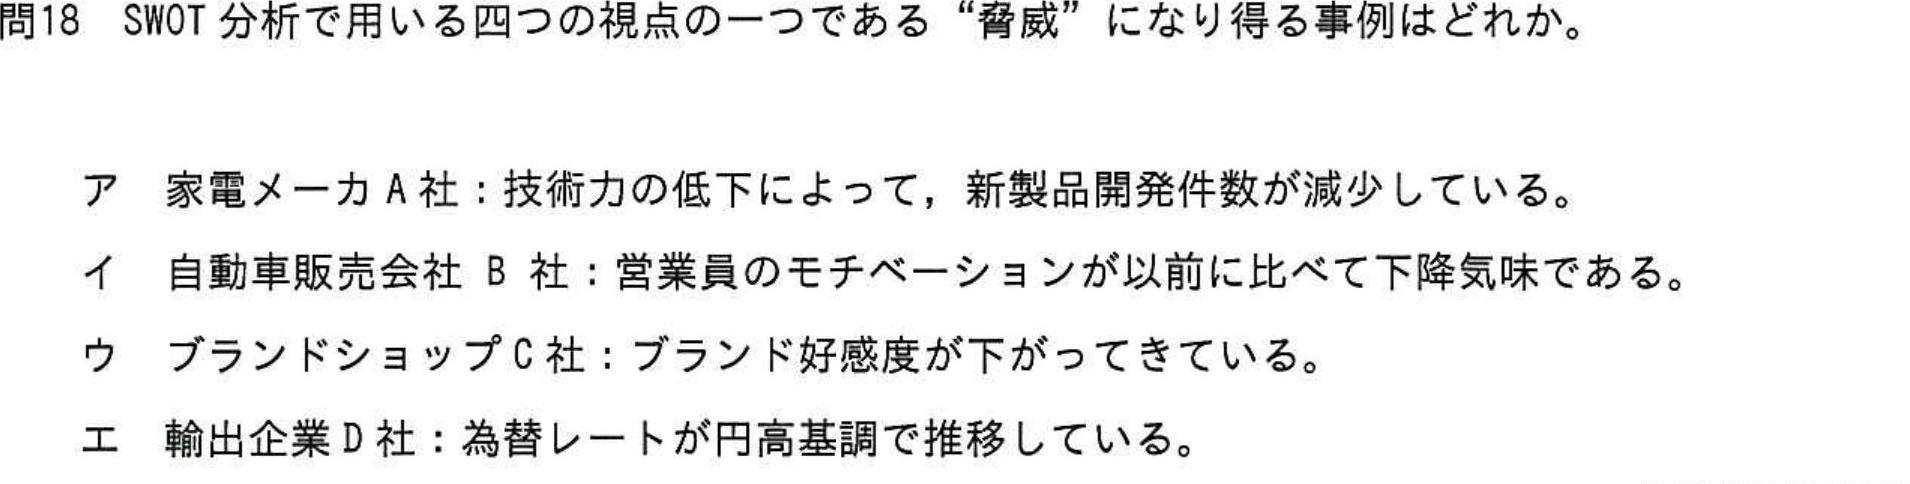 問18 SWOT 分析で用いる四つの視点の一つである“脅威”になり得る事例はどれか。
ア 家電メーカ A 社：技術力の低下によって，新製品開発件数が減少している。
イ 自動車販売会社 B 社：営業員のモチベーションが以前に比べて下降気味である。
ウ ブランドショップ C 社：ブランド好感度が下がってきている。
エ 輸出企業 D 社：為替レートが円高基調で推移している。